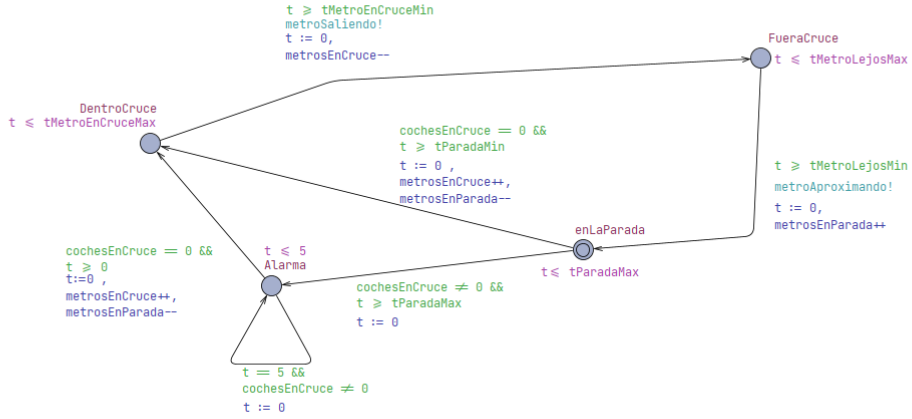 t ⩾ tMetroEnCruceMin
metroSaliendo!
t := 0,
metrosEnCruce--
FueraCruce
t ⩽ tMetroLejosMax
DentroCruce
t ⩽ tMetroEnCruceMax
cochesEnCruce == 0 &&
t ⩾ tParadaMin
t := 0 ,
metrosEnCruce++,
metrosEnParada--
t ⩾ tMetroLejosMin
metroAproximando!
t := 0,
metrosEnParada++
enLaParada
t⩽ tParadaMax
cochesEnCruce == 0 &&
t ⩾ 0
t:=0 ,
metrosEnCruce++,
metrosEnParada--
t ⩽ 5
Alarma
cochesEnCruce ≠ 0 &&
t ⩾ tParadaMax
t := 0
t == 5 &&
cochesEnCruce ≠ 0
t := 0